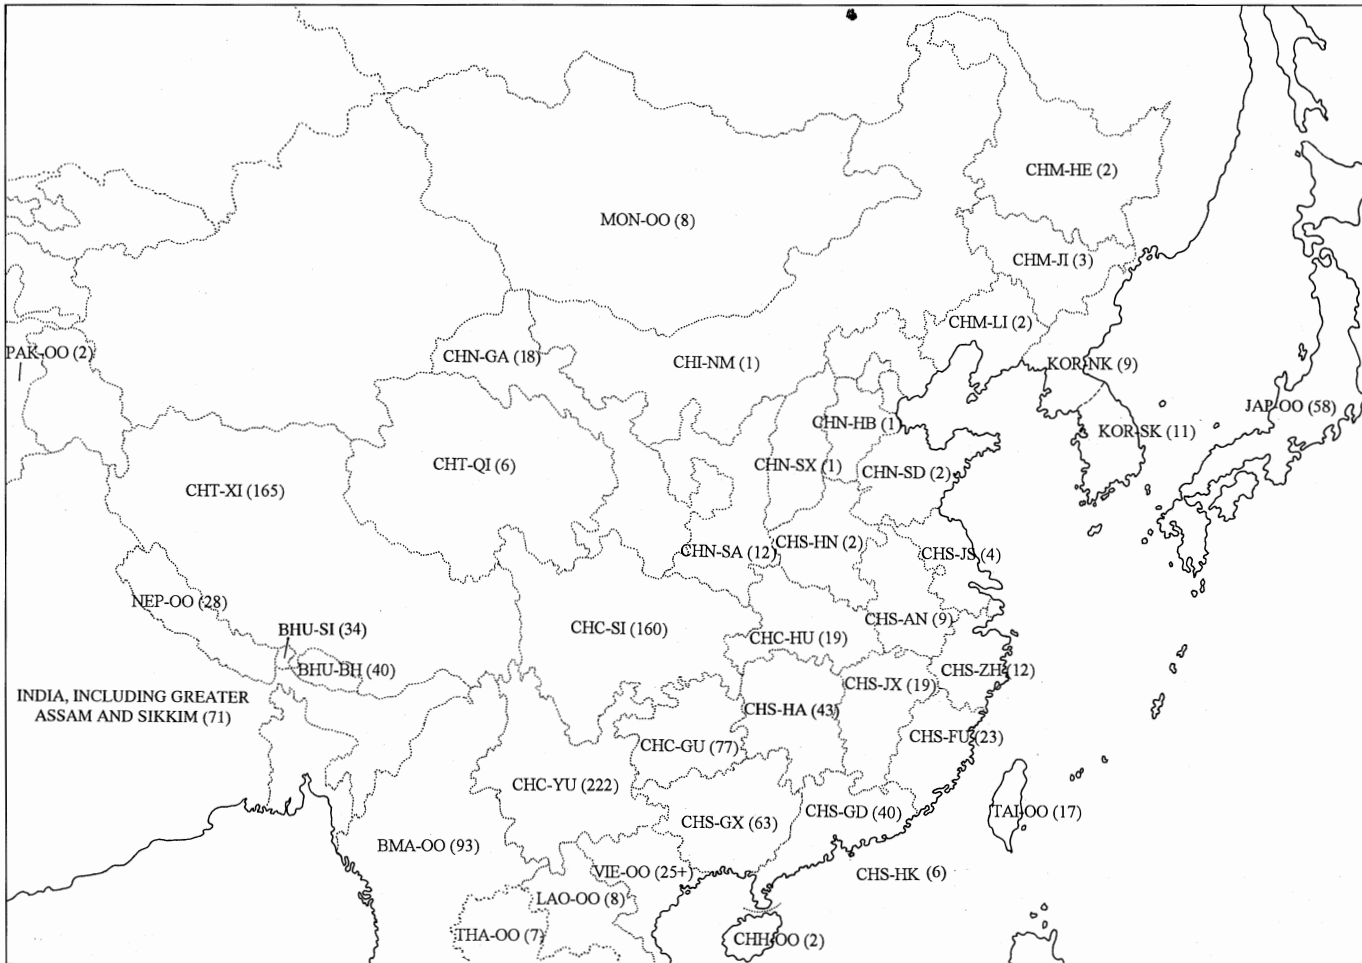 CHM-HE (2)
MON-OO (8)
CHM-JI (3)
CHM-LI (2)
PAK-OO (2)
CHN-GA (18)
CHI-NM (1)
KOR-NK (9)
JAP-OO (58)
CHN-HB (1)
KOR-SK (11)
CHT-QI (6)
CHN-SX (1)
CHN-SD (2)
CHT-XI (165)
CHS-HN (2)
CHN-SA (12)
CHS-JS (4)
NEP-OO (28)
CHS-AN (9)
BHU-SI (34)
CHC-SI (160)
CHC-HU (19)
BHU-BH (40)
CHS-ZH (12)
CHS-JX (19)
INDIA, INCLUDING GREATER
ASSAM AND SIKKIM (71)
CHS-HA (43)
CHS-FU (23)
CHC-GU (77)
CHC-YU (222)
CHS-GD (40)
TAI-OO (17)
CHS-GX (63)
BMA-OO (93)
VIE-OO (25+)
CHS-HK (6)
LAO-OO (8)
THA-OO (7)
CHH-OO (2)